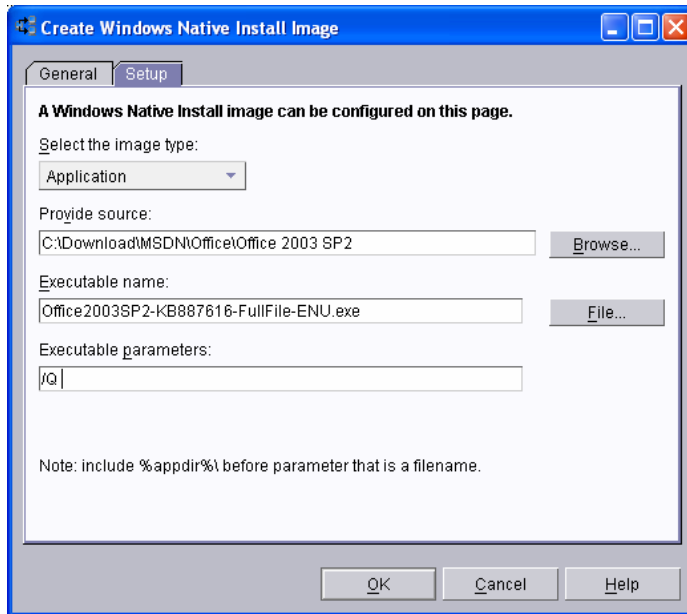 Create Windows Native Install Image
General Setup
A Windows Native Install image can be configured on this page.
Select the image type:
Application
Provide source:
C:\Download\MSDN\Office\Office 2003 SP2
Browse...
Executable name:
Office2003SP2-KB887616-FullFile-ENU.exe
File...
Executable parameters:
/Q
Note: include %appdir%\ before parameter that is a filename.
OK Cancel Help